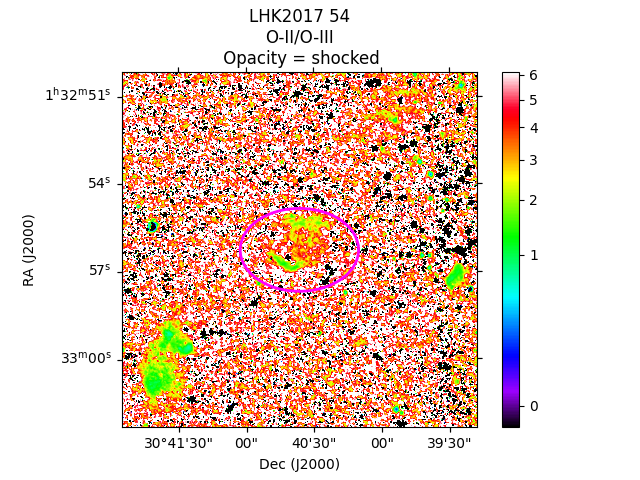 LHK2017 54
O-II/O-III
Opacity = shocked
1ʰ32ᵐ51ˢ
54ˢ
57ˢ
33ᵐ00ˢ
RA (J2000)
30°41'30" 00" 40'30" 00" 39'30"
Dec (J2000)
6
5
4
3
2
1
0